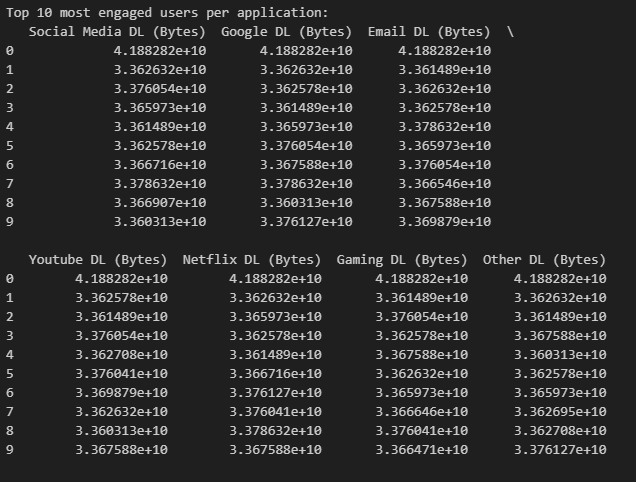 Top 10 most engaged users per application:
   Social Media DL (Bytes)  Google DL (Bytes)  Email DL (Bytes)  \
0             4.188282e+10       4.188282e+10      4.188282e+10
1             3.362632e+10       3.362632e+10      3.361489e+10
2             3.376054e+10       3.362578e+10      3.362632e+10
3             3.365973e+10       3.361489e+10      3.362578e+10
4             3.361489e+10       3.365973e+10      3.378632e+10
5             3.362578e+10       3.376054e+10      3.365973e+10
6             3.366716e+10       3.367588e+10      3.376054e+10
7             3.378632e+10       3.378632e+10      3.366546e+10
8             3.366907e+10       3.360313e+10      3.367588e+10
9             3.360313e+10       3.376127e+10      3.369879e+10
   Youtube DL (Bytes)  Netflix DL (Bytes)  Gaming DL (Bytes)  Other DL (Bytes)
0        4.188282e+10        4.188282e+10       4.188282e+10      4.188282e+10
1        3.362578e+10        3.362632e+10       3.361489e+10      3.362632e+10
2        3.361489e+10        3.365973e+10       3.376054e+10      3.361489e+10
3        3.376054e+10        3.362578e+10       3.362578e+10      3.367588e+10
4        3.362708e+10        3.361489e+10       3.367588e+10      3.360313e+10
5        3.376041e+10        3.366716e+10       3.362632e+10      3.362578e+10
6        3.369879e+10        3.376127e+10       3.365973e+10      3.365973e+10
7        3.362632e+10        3.376041e+10       3.366646e+10      3.362695e+10
8        3.360313e+10        3.378632e+10       3.376041e+10      3.362708e+10
9        3.367588e+10        3.367588e+10       3.366471e+10      3.376127e+10